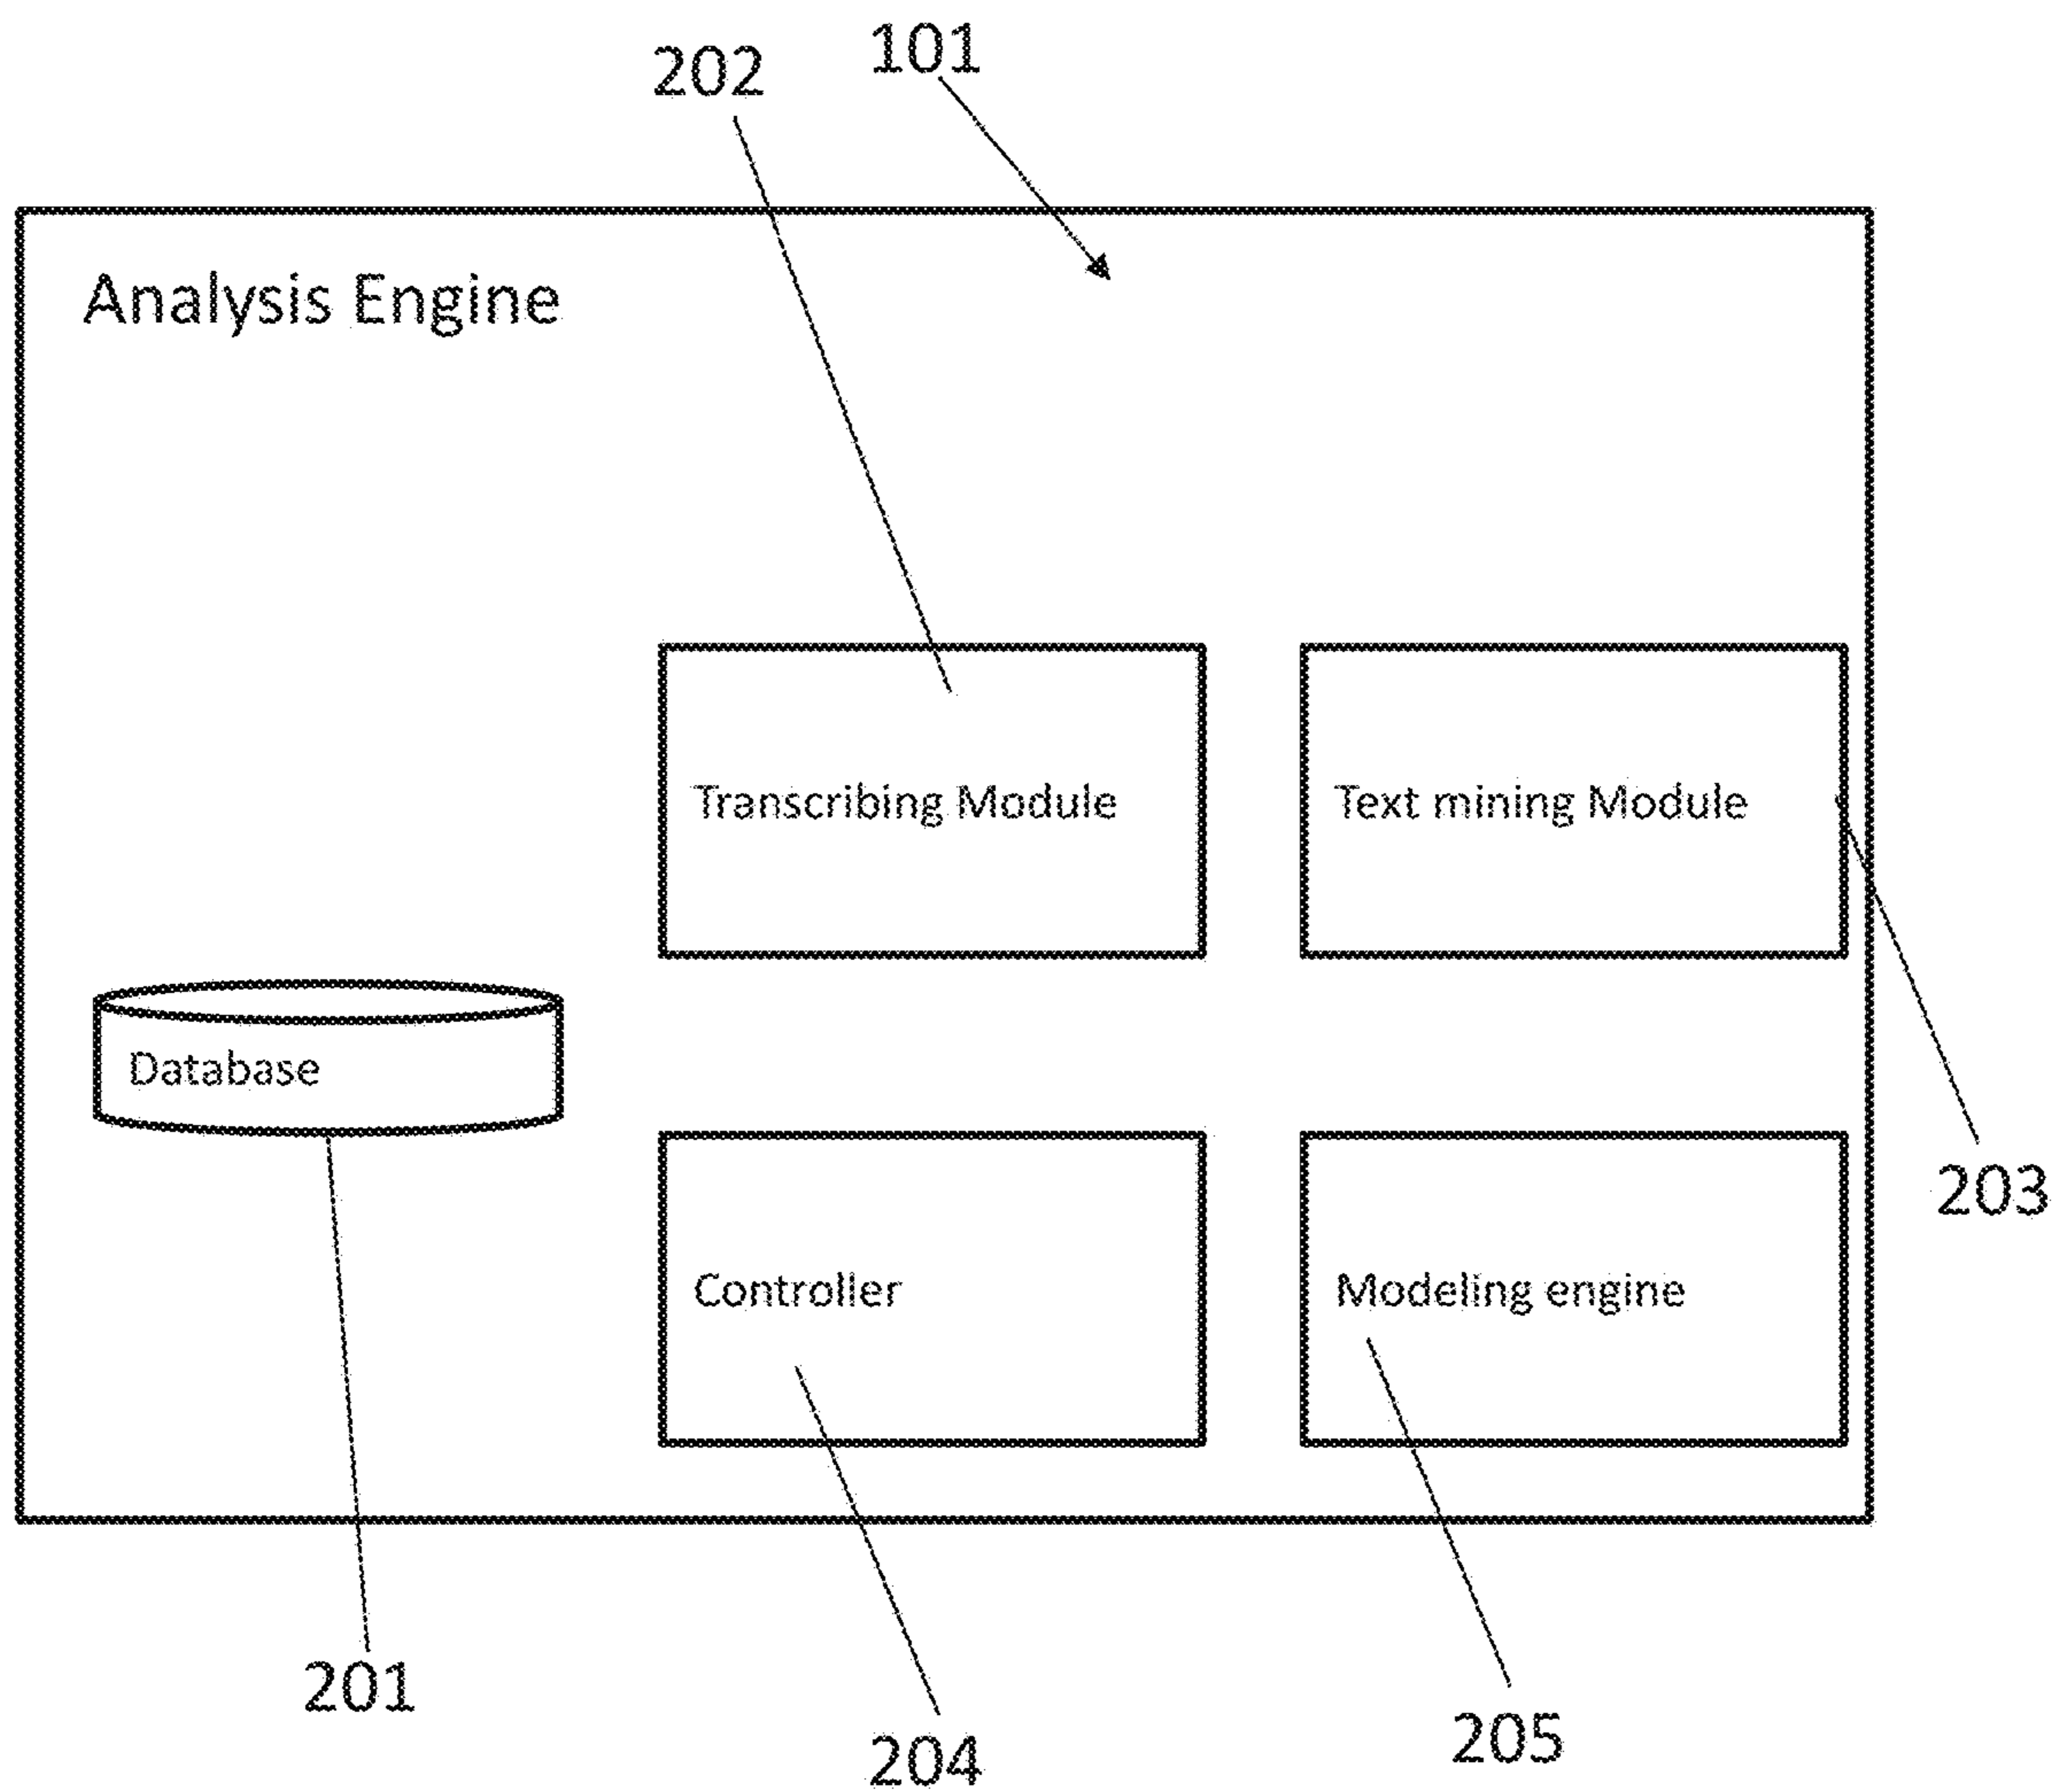 202
101
Analysis Engine
Transcribing Module
Text mining Module
Database
203
Controller
Modeling engine
201
204
205